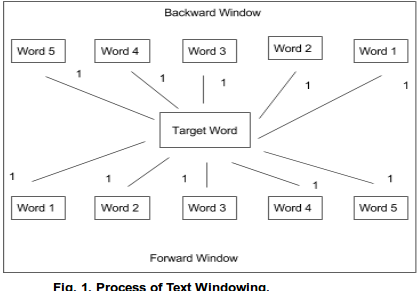 Backward Window
Word 5 Word 4 Word 3 Word 2 Word 1
1 1 1 1 1
Target Word
1 1 1 1 1
Word 1 Word 2 Word 3 Word 4 Word 5
Forward Window
Fig. 1. Process of Text Windowing.